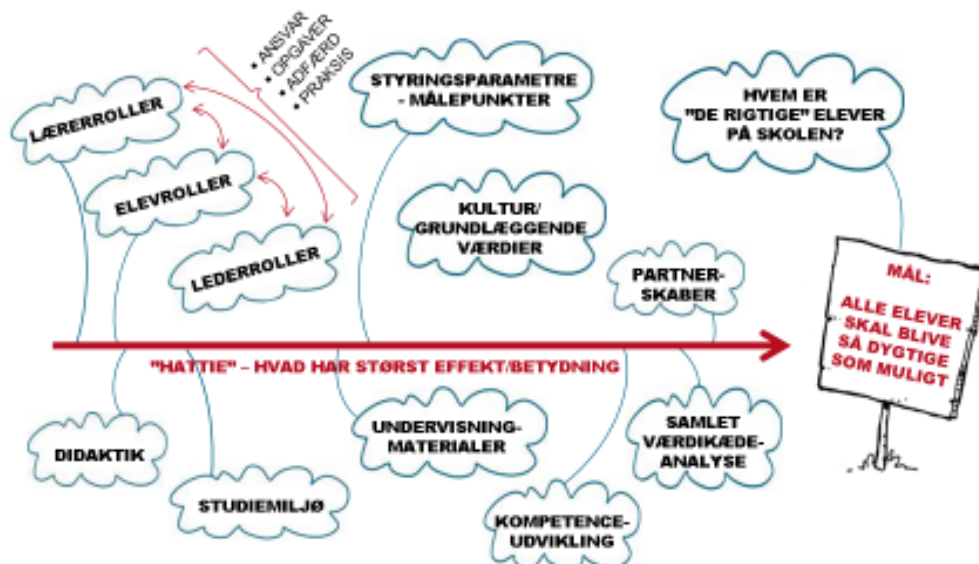 • ANSVAR
• OPGAVER
• ADFÆRD
• PRAKSIS
LÆRERROLLER
ELEVROLLER
LEDERROLLER
STYRINGSPARAMETRE
- MÅLEPUNKTER
KULTUR/
GRUNDLÆGGENDE
VÆRDIER
HVEM ER
"DE RIGTIGE" ELEVER
PÅ SKOLEN?
PARTNER-
SKABER
MÅL:
ALLE ELEVER
SKAL BLIVE
SÅ DYGTIGE
SOM MULIGT
"HATTIE" – HVAD HAR STØRST EFFEKT/BETYDNING
DIDAKTIK
STUDIEMILJØ
UNDERVISNING-
MATERIALER
KOMPETENCE-
UDVIKLING
SAMLET
VÆRDIKÆDE-
ANALYSE